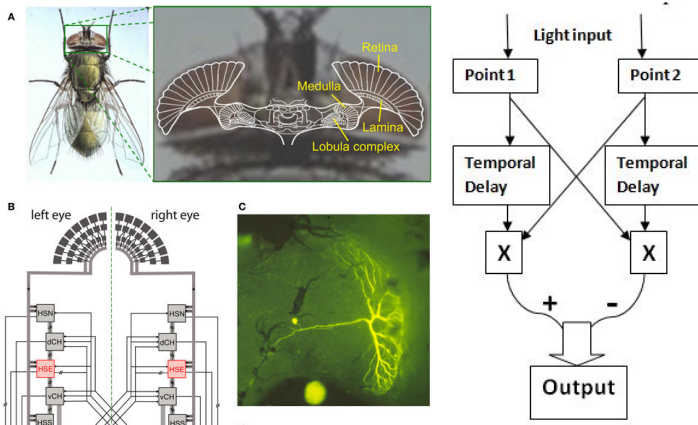 A
Retina
Medulla
Lamina
Lobula complex
B
left eye
right eye
HSN
HSN
dCH
dCH
HSE
HSE
vCH
vCH
HSS
HSS
C
Light input
Point 1
Point 2
Temporal
Delay
Temporal
Delay
X
X
+
-
Output